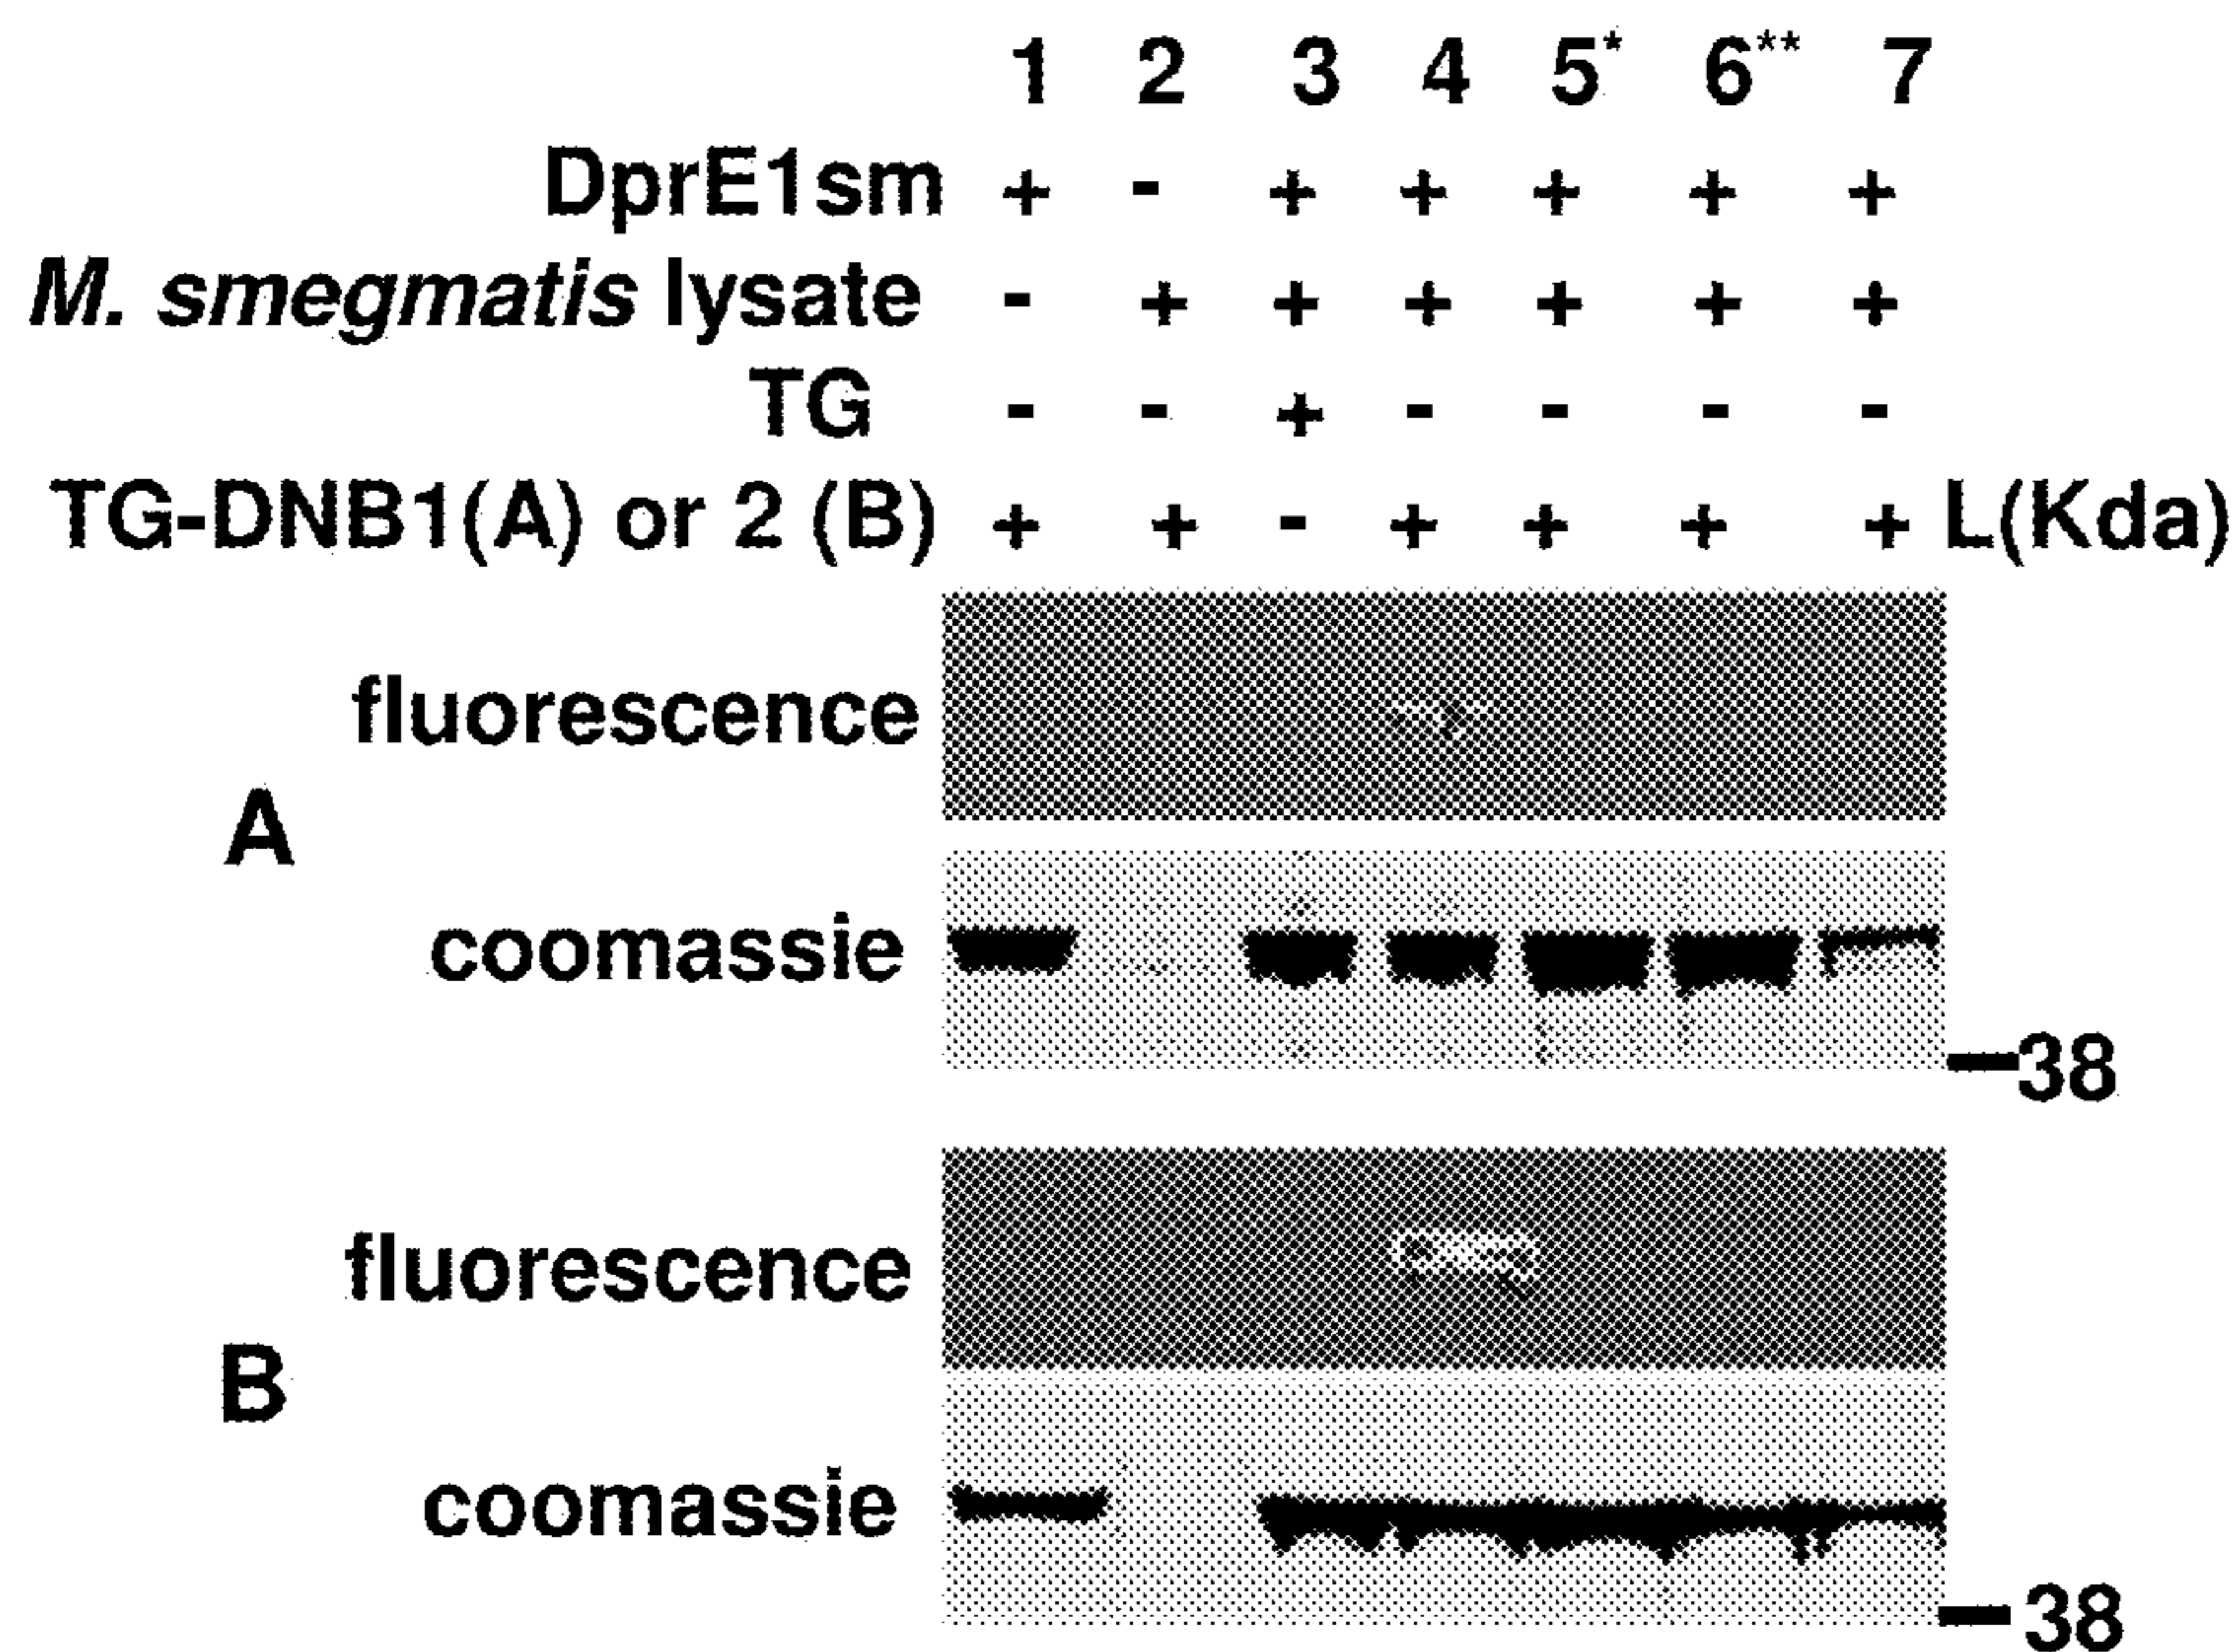 1 2 3 4 5* 6** 7
DprE1sm + - + + + + +
M. smegmatis lysate - + + + + + +
TG - - + - - - -
TG-DNB1(A) or 2 (B) + + - + + + + L(Kda)
fluorescence
A
coomassie
38
fluorescence
B
coomassie
38